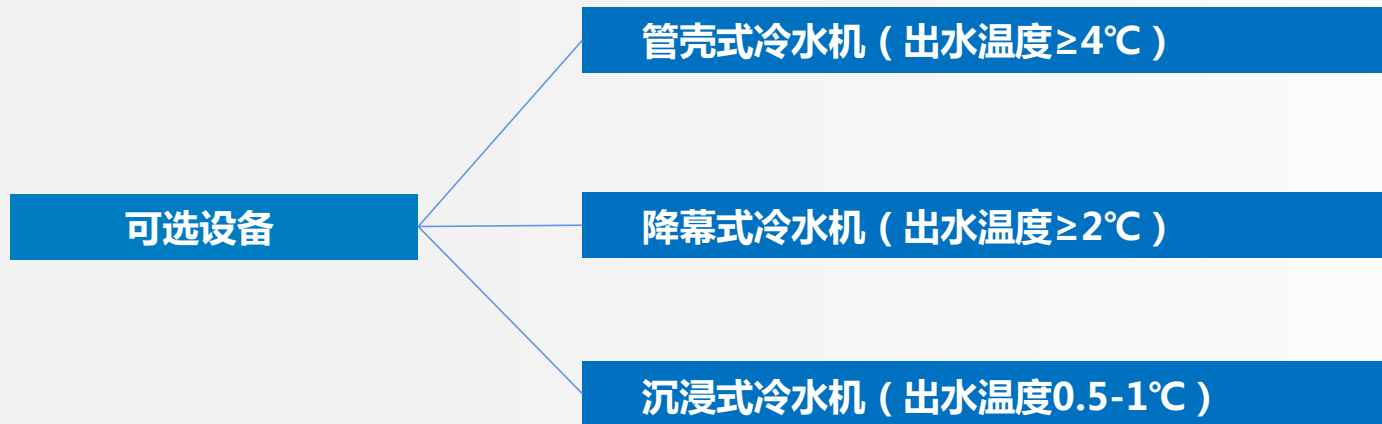 管壳式冷水机（出水温度≥4℃）
可选设备
降幕式冷水机（出水温度≥2℃）
沉浸式冷水机（出水温度0.5-1℃）